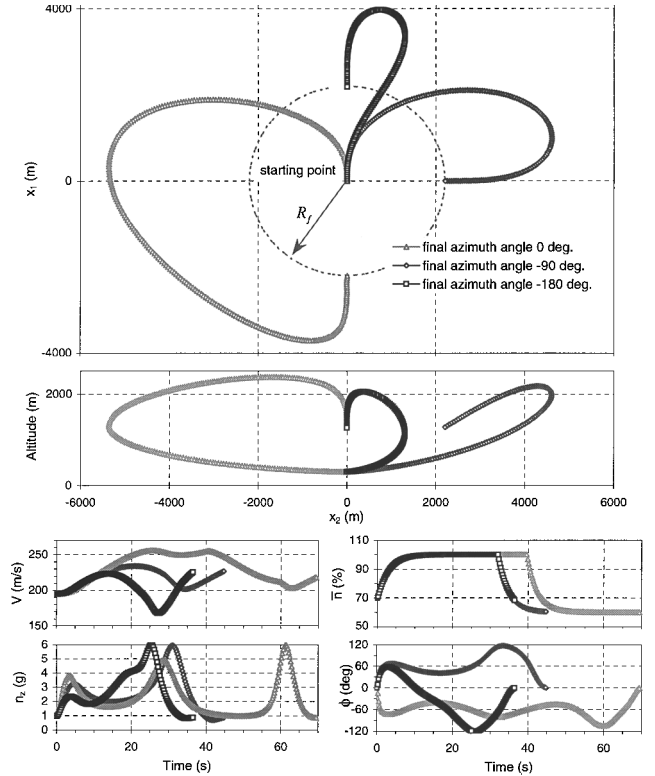 4000
x₁ (m)
0
-4000
starting point
R_f
final azimuth angle 0 deg.
final azimuth angle -90 deg.
final azimuth angle -180 deg.
Altitude (m)
2000
0
-6000 -4000 -2000 0 2000 4000 6000
x₂ (m)
V (m/s)
250
200
150
n̅ (%)
110
90
70
50
n_z (g)
6
5
4
3
2
1
0
0 20 40 60
Time (s)
ϕ (deg)
120
60
0
-60
-120
0 20 40 60
Time (s)